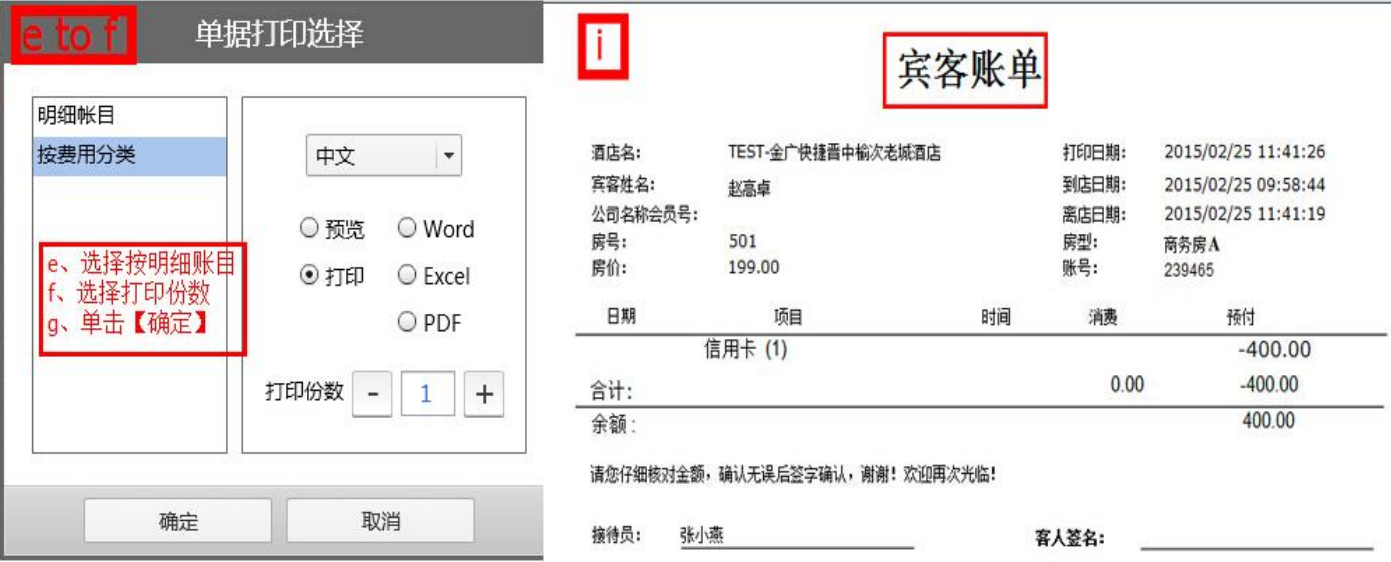 e to f
单据打印选择
明细帐目
按费用分类
中文
预览
Word
打印
Excel
PDF
e、选择按明细账目
f、选择打印份数
g、单击【确定】
打印份数 - 1 +
确定
取消
i
宾客账单
酒店名: TEST-金广快捷晋中榆次老城酒店 打印日期: 2015/02/25 11:41:26
宾客姓名: 赵高卓 到店日期: 2015/02/25 09:58:44
公司名称会员号: 离店日期: 2015/02/25 11:41:19
房号: 501 房型: 商务房A
房价: 199.00 账号: 239465
日期 项目 时间 消费 预付
信用卡 (1) -400.00
合计: 0.00 -400.00
余额: 400.00
请您仔细核对金额，确认无误后签字确认，谢谢！欢迎再次光临！
接待员: 张小燕 客人签名: